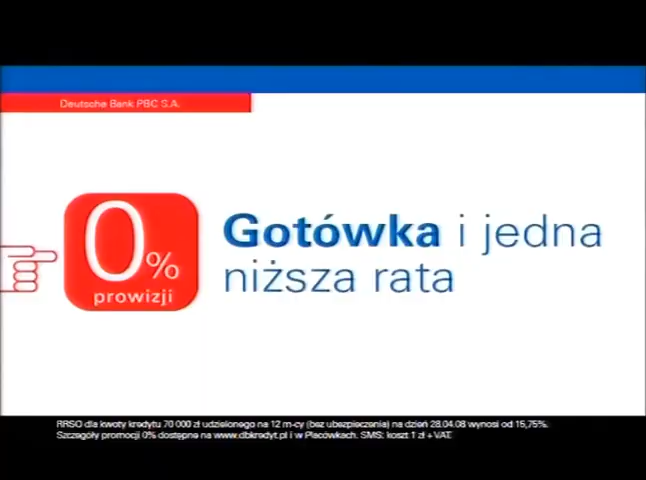 Deutsche Bank PBC S.A.
0%
prowizji
Gotówka i jedna
niższa rata
RRSO dla kwoty kredytu 70 000 zł udzielonego na 12 m-cy (bez ubezpieczenia) na dzień 28.04.08 wynosi od 15,75%.
Szczegóły promocji 0% dostępne na www.dbkredyt.pl i w Placówkach. SMS: koszt 1 zł + VAT.